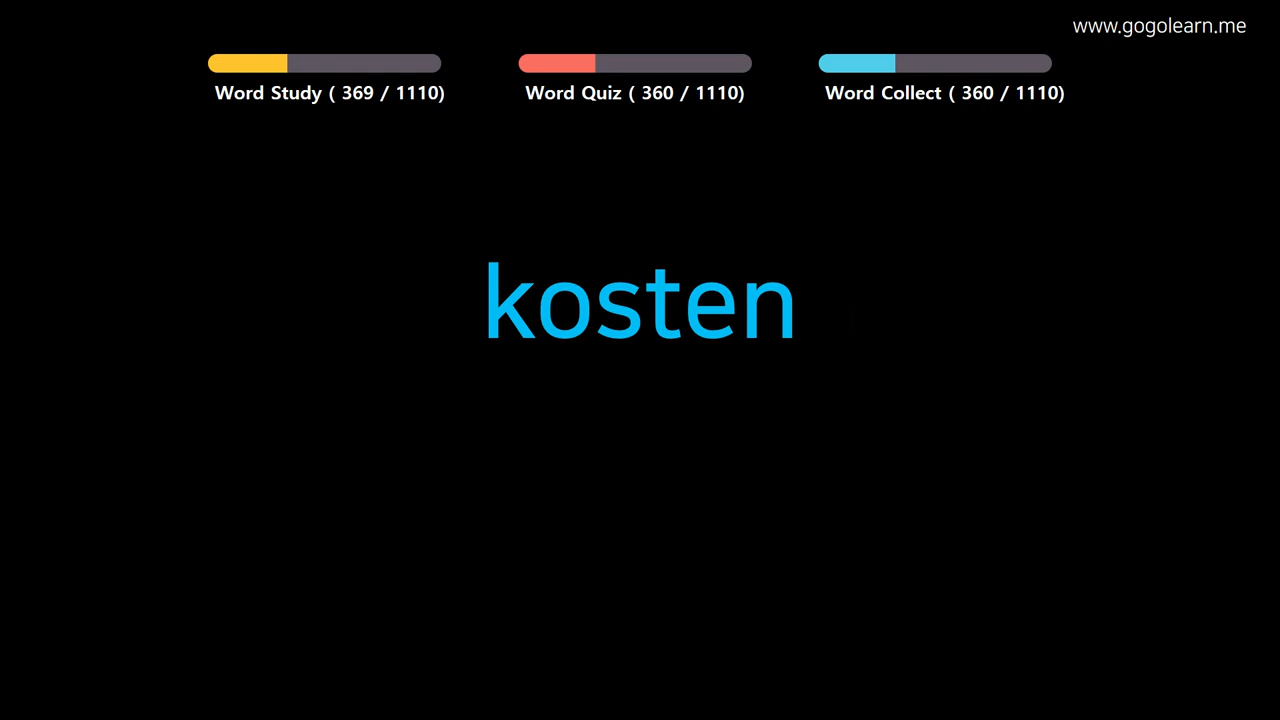 www.gogolearn.me
Word Study ( 369 / 1110)
Word Quiz ( 360 / 1110)
Word Collect ( 360 / 1110)
kosten